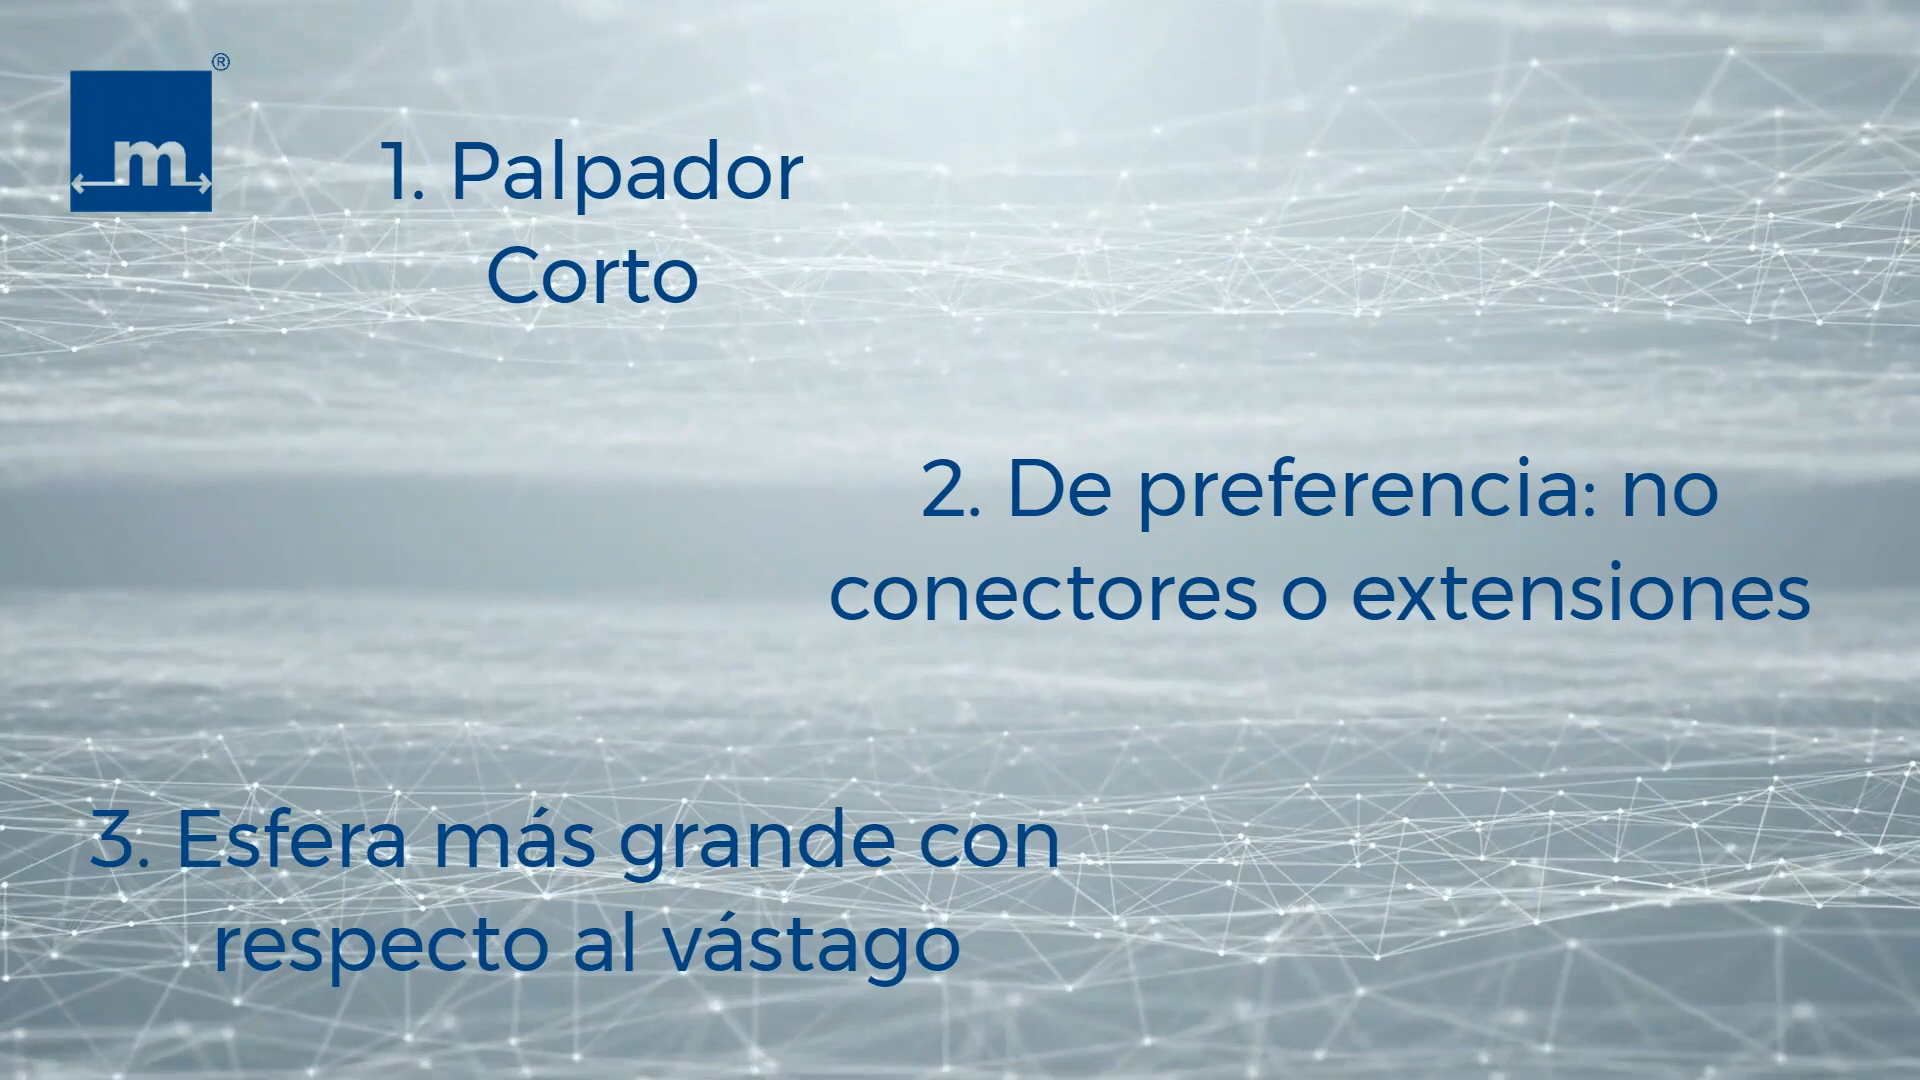 ®
m
1. Palpador
Corto
2. De preferencia: no
conectores o extensiones
3. Esfera más grande con
respecto al vástago